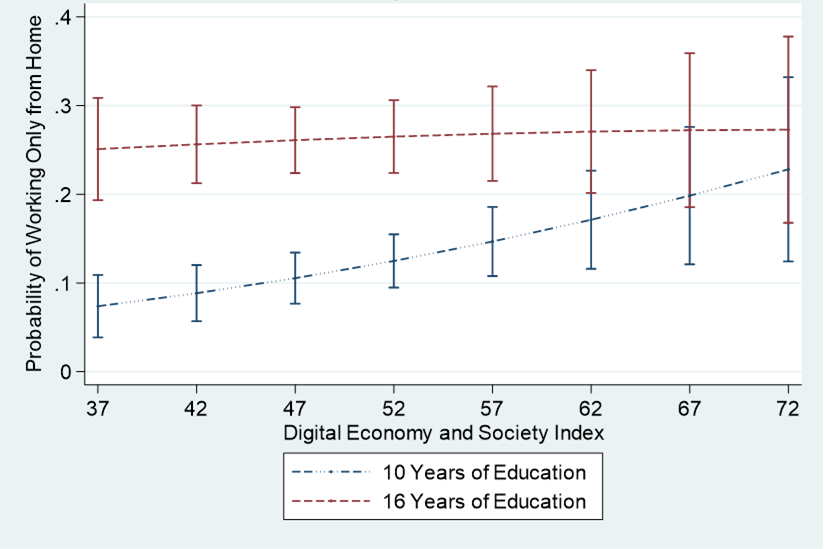 Probability of Working Only from Home
.4
.3
.2
.1
0
37 42 47 52 57 62 67 72
Digital Economy and Society Index
10 Years of Education
16 Years of Education